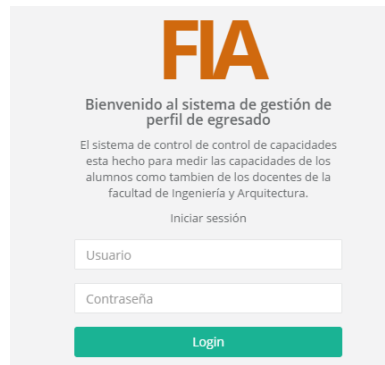 FIA
Bienvenido al sistema de gestión de
perfil de egresado
El sistema de control de control de capacidades
esta hecho para medir las capacidades de los
alumnos como tambien de los docentes de la
facultad de Ingeniería y Arquitectura.
Iniciar sessión
Usuario
Contraseña
Login